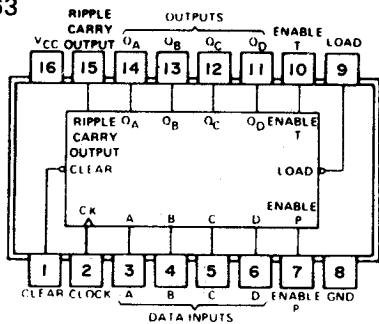 63
RIPPLE
CARRY
OUTPUT
OUTPUTS
VCC
QA QB QC QD
ENABLE
T
LOAD
16 15 14 13 12 11 10 9
RIPPLE
CARRY
OUTPUT
QA QB QC QD
ENABLE
T
CLEAR
LOAD
CK
A B C D
ENABLE
P
1 2 3 4 5 6 7 8
CLEAR CLOCK A B C D ENABLE
P
GND
DATA INPUTS